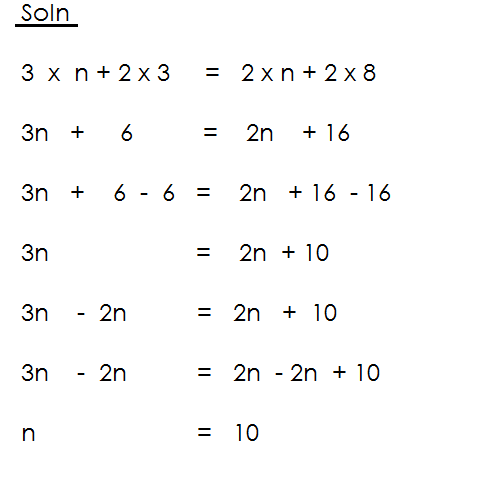 Soln
3 x n + 2 x 3 = 2 x n + 2 x 8
3n + 6 = 2n + 16
3n + 6 - 6 = 2n + 16 - 16
3n = 2n + 10
3n - 2n = 2n + 10
3n - 2n = 2n - 2n + 10
n = 10